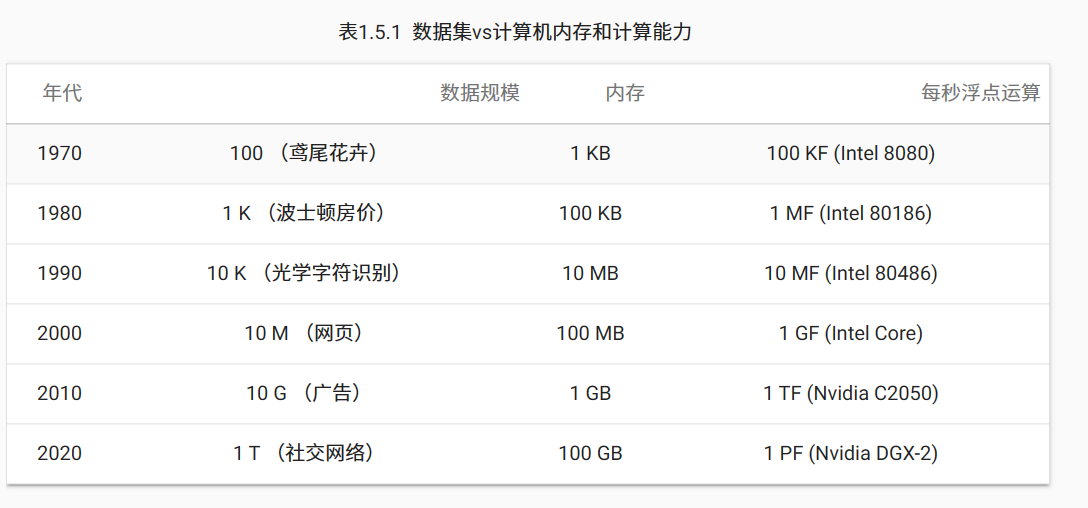 表1.5.1 数据集vs计算机内存和计算能力
年代 数据规模 内存 每秒浮点运算
1970 100 （鸢尾花卉） 1 KB 100 KF (Intel 8080)
1980 1 K （波士顿房价） 100 KB 1 MF (Intel 80186)
1990 10 K （光学字符识别） 10 MB 10 MF (Intel 80486)
2000 10 M （网页） 100 MB 1 GF (Intel Core)
2010 10 G （广告） 1 GB 1 TF (Nvidia C2050)
2020 1 T （社交网络） 100 GB 1 PF (Nvidia DGX-2)